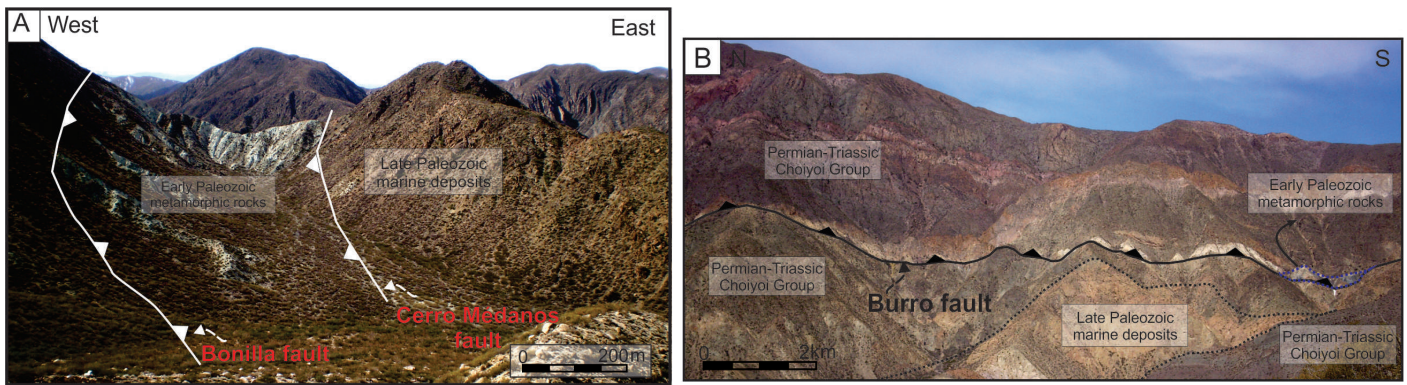 A
West
East
Early Paleozoic
metamorphic rocks
Late Paleozoic
marine deposits
Cerro Médanos
fault
Bonilla fault
0 200m
B
N
S
Permian-Triassic
Choiyoi Group
Early Paleozoic
metamorphic rocks
Permian-Triassic
Choiyoi Group
Burro fault
Late Paleozoic
marine deposits
Permian-Triassic
Choiyoi Group
0 2km